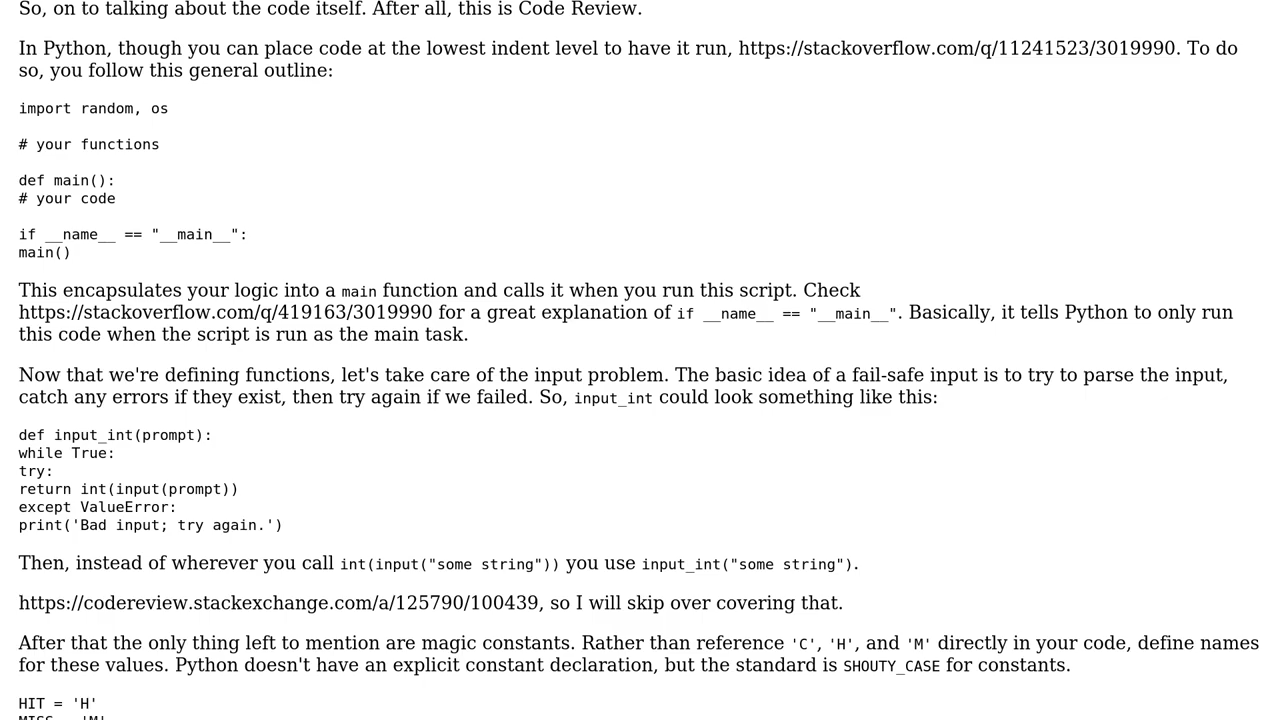 So, on to talking about the code itself. After all, this is Code Review.
In Python, though you can place code at the lowest indent level to have it run, https://stackoverflow.com/q/11241523/3019990. To do
so, you follow this general outline:
import random, os
# your functions
def main():
# your code
if __name__ == "__main__":
main()
This encapsulates your logic into a main function and calls it when you run this script. Check
https://stackoverflow.com/q/419163/3019990 for a great explanation of if __name__ == "__main__". Basically, it tells Python to only run
this code when the script is run as the main task.
Now that we're defining functions, let's take care of the input problem. The basic idea of a fail-safe input is to try to parse the input,
catch any errors if they exist, then try again if we failed. So, input_int could look something like this:
def input_int(prompt):
while True:
try:
return int(input(prompt))
except ValueError:
print('Bad input; try again.')
Then, instead of wherever you call int(input("some string")) you use input_int("some string").
https://codereview.stackexchange.com/a/125790/100439, so I will skip over covering that.
After that the only thing left to mention are magic constants. Rather than reference 'C', 'H', and 'M' directly in your code, define names
for these values. Python doesn't have an explicit constant declaration, but the standard is SHOUTY_CASE for constants.
HIT = 'H'
MISS = 'M'